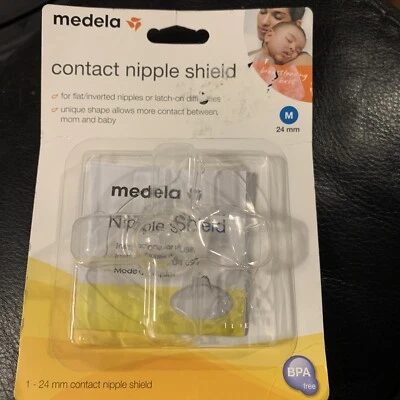 medela
contact nipple shield
for flat/inverted nipples or latch-on difficulties
unique shape allows more contact between
mom and baby
M
24 mm
medela
Nipple Shield
BPA
free
1 - 24 mm contact nipple shield